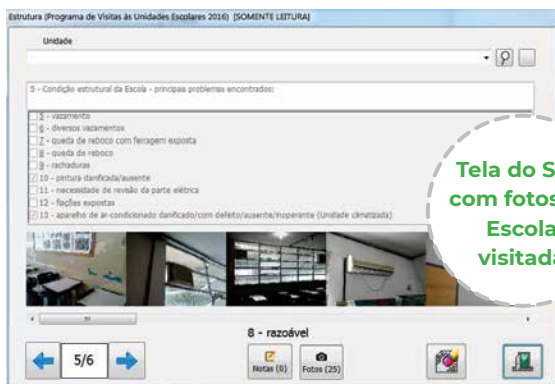 Estrutura (Programa de Visitas às Unidades Escolares 2016) [SOMENTE LEITURA]
Unidade
5 - Condição estrutural da Escola - principais problemas encontrados:
5 - vazamento
6 - diversos vazamentos
7 - queda de reboco com ferragem exposta
8 - queda de reboco
9 - rachaduras
10 - pintura danificada/ausente
11 - necessidade de revisão da parte elétrica
12 - fiações expostas
13 - aparelho de ar-condicionado danificado/com defeito/ausente/inoperante (Unidade climatizada)
Tela do S
com fotos
Escola
visitada
8 - razoável
5/6
Notas (0)
Fotos (25)